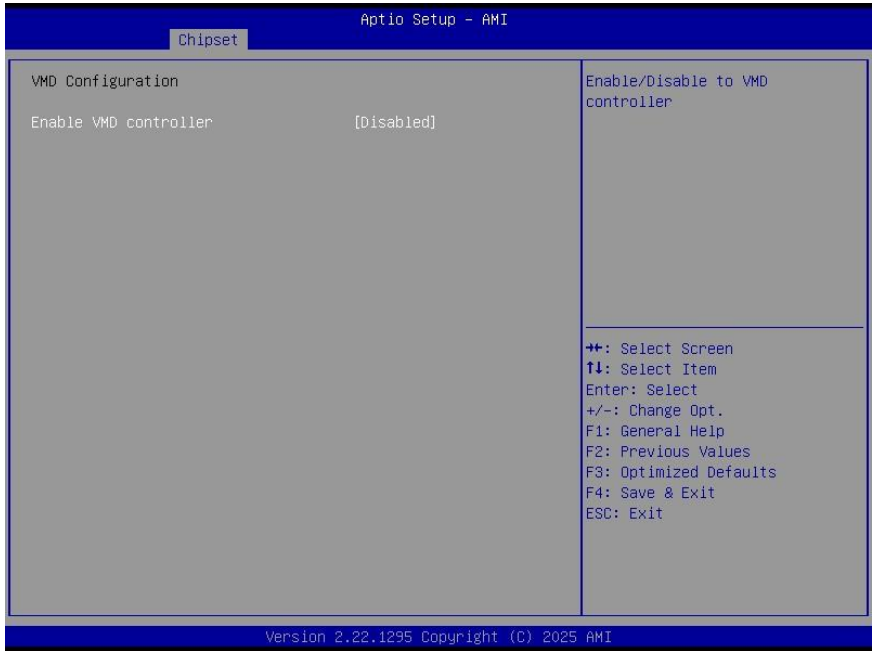 Aptio Setup - AMI
Chipset
VMD Configuration
Enable VMD controller [Disabled]
Enable/Disable to VMD
controller
→←: Select Screen
↑↓: Select Item
Enter: Select
+/-: Change Opt.
F1: General Help
F2: Previous Values
F3: Optimized Defaults
F4: Save & Exit
ESC: Exit
Version 2.22.1295 Copyright (C) 2025 AMI